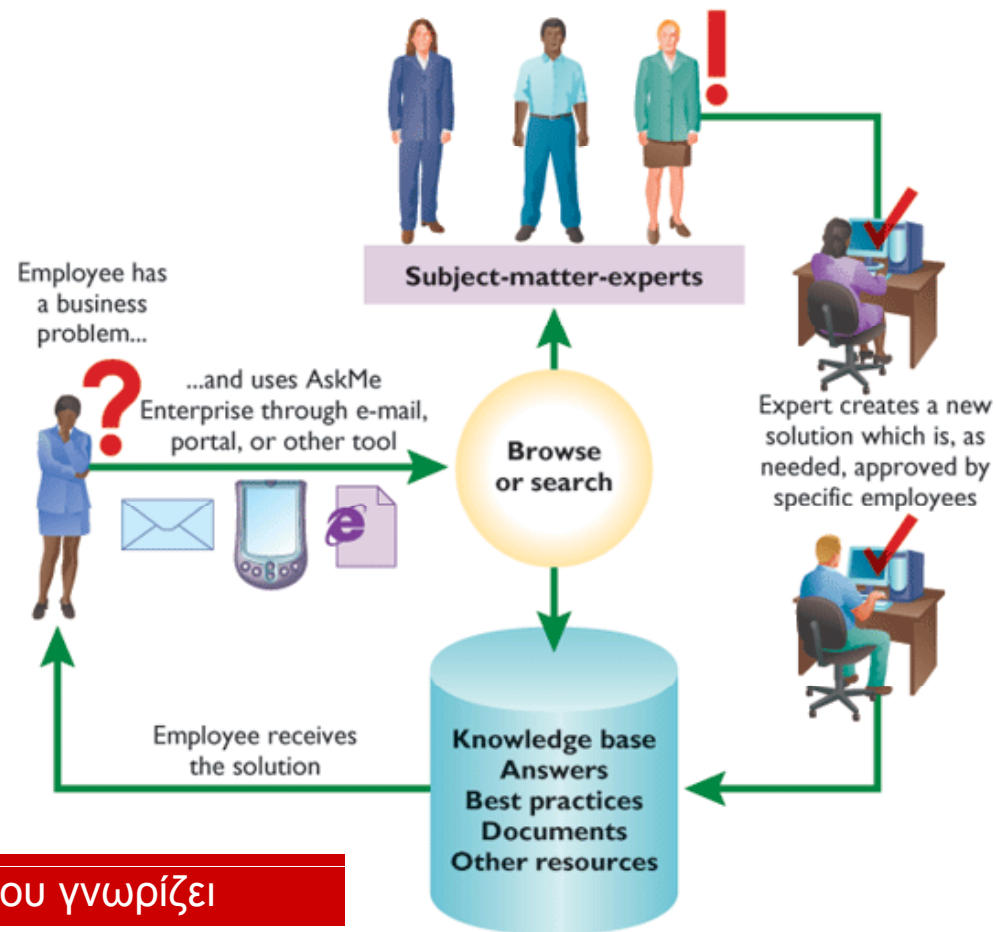 Subject-matter-experts
Employee has
a business
problem...
...and uses AskMe
Enterprise through e-mail,
portal, or other tool
Browse
or search
Expert creates a new
solution which is, as
needed, approved by
specific employees
Employee receives
the solution
Knowledge base
Answers
Best practices
Documents
Other resources
γνωρίζει